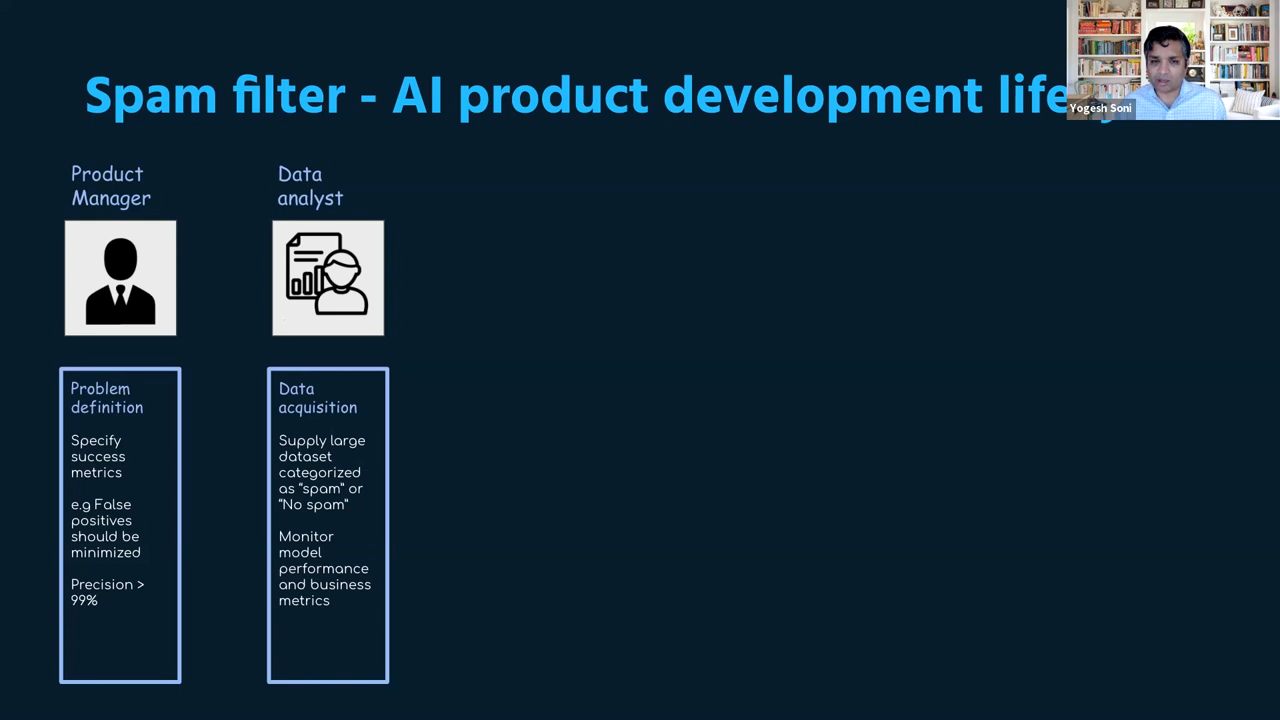 Spam filter - AI product development life
Yogesh Soni
Product
Manager
Data
analyst
Problem
definition
Specify
success
metrics
e.g False
positives
should be
minimized
Precision >
99%
Data
acquisition
Supply large
dataset
categorized
as “spam” or
“No spam”
Monitor
model
performance
and business
metrics